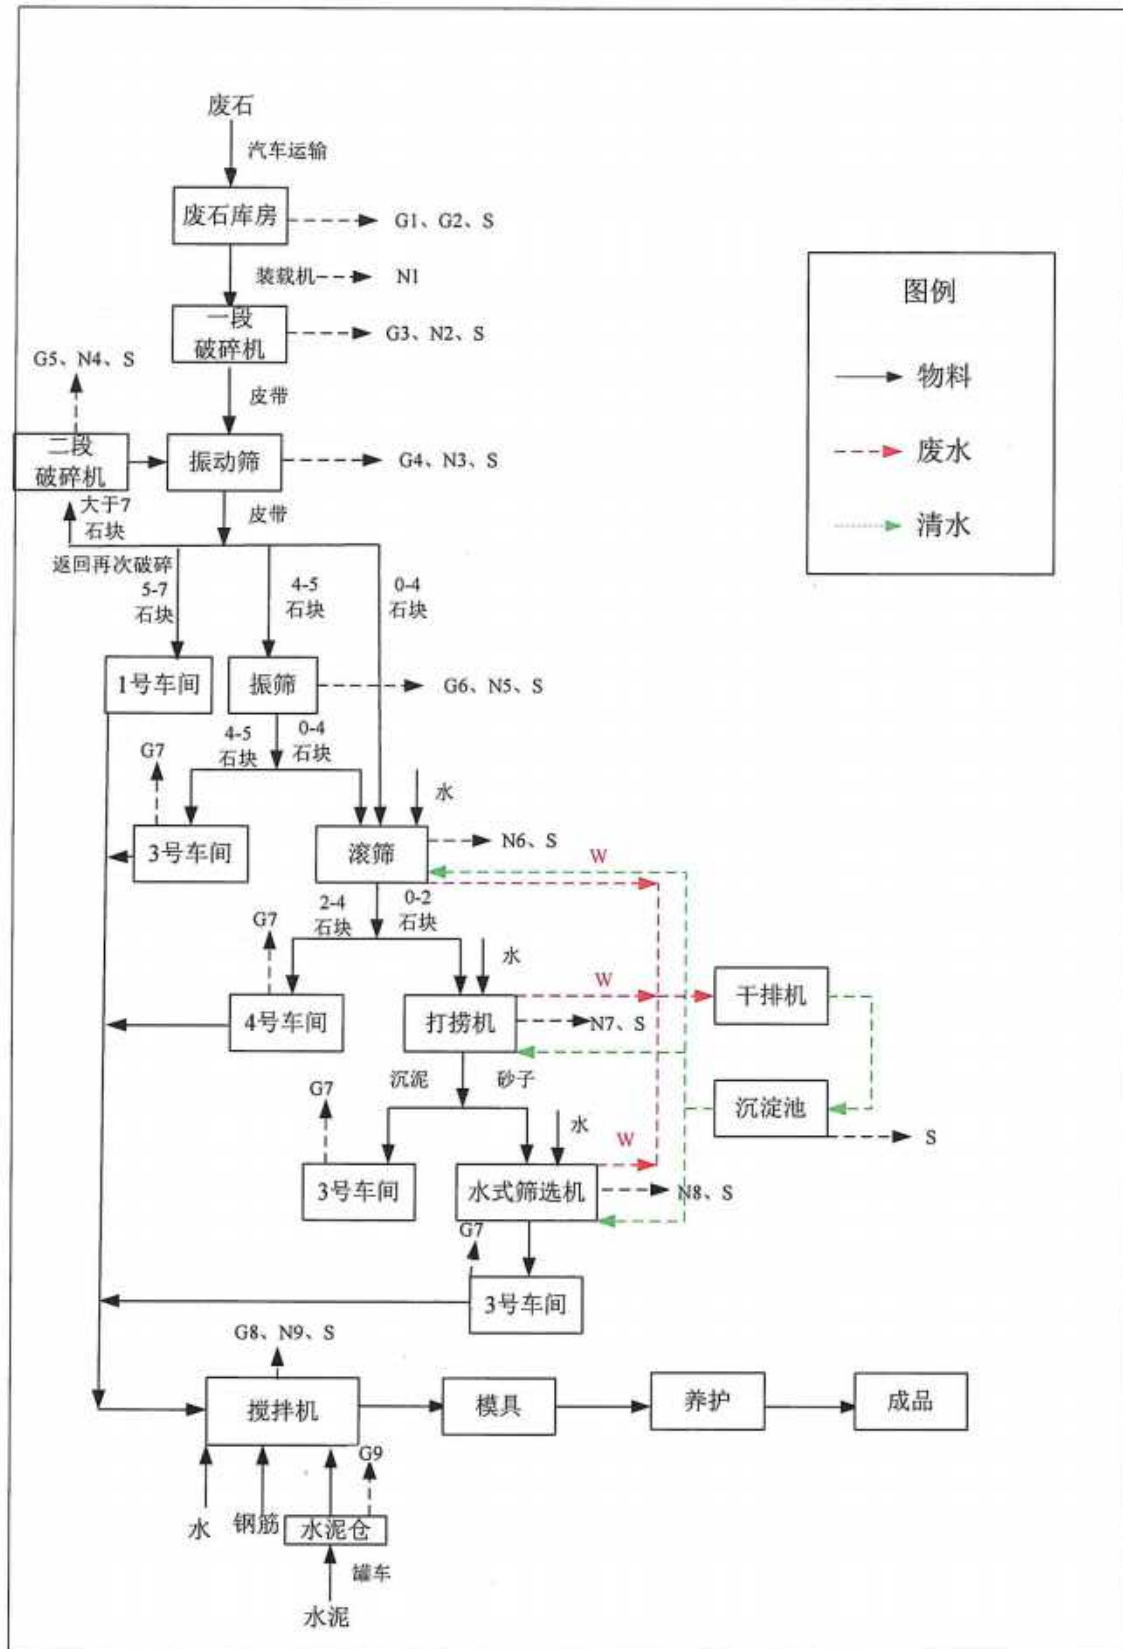 废石
汽车运输
废石库房
G1、G2、S
装载机
N1
一段
破碎机
G3、N2、S
图例
物料
废水
清水
G5、N4、S
皮带
二段
破碎机
振动筛
G4、N3、S
大于7
石块
皮带
返回再次破碎
5-7
石块
4-5
石块
0-4
石块
1号车间
振筛
G6、N5、S
4-5
石块
0-4
石块
G7
水
3号车间
滚筛
N6、S
W
2-4
石块
0-2
石块
G7
水
W
干排机
4号车间
打捞机
N7、S
沉泥
砂子
G7
沉淀池
水
W
S
3号车间
水式筛选机
N8、S
G7
3号车间
G8、N9、S
搅拌机
模具
养护
成品
G9
水
钢筋
水泥仓
罐车
水泥